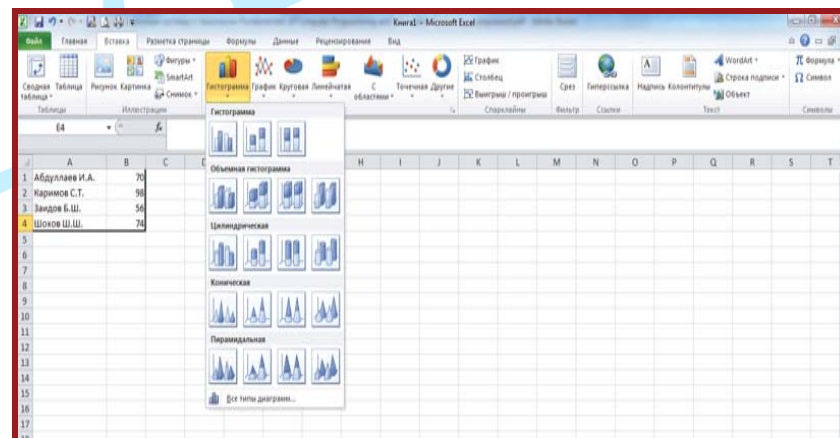 Книга1 - Microsoft Excel
Файл Главная Вставка Разметка страницы Формулы Данные Рецензирование Вид
Сводная таблица Таблица Рисунок Картинка Фигуры SmartArt Снимок Гистограмма График Круговая Линейчатая С областями Точечная Другие График Столбец Выигрыш / проигрыш Срез Гиперссылка Надпись Колонтитулы WordArt Строка подписи Объект Формула Символ
Таблицы Иллюстрации Спарклайны Фильтр Ссылки Текст Символы
E4 fx
A B C H I J K L M N O P Q R S T
Гистограмма
Объемная гистограмма
Цилиндрическая
Коническая
Пирамидальная
Все типы диаграмм...
1 Абдуллаев И.А. 70
2 Каримов С.Т. 98
3 Заидов Б.Ш. 56
4 Шоков Ш.Ш. 74
5
6
7
8
9
10
11
12
13
14
15
16
17